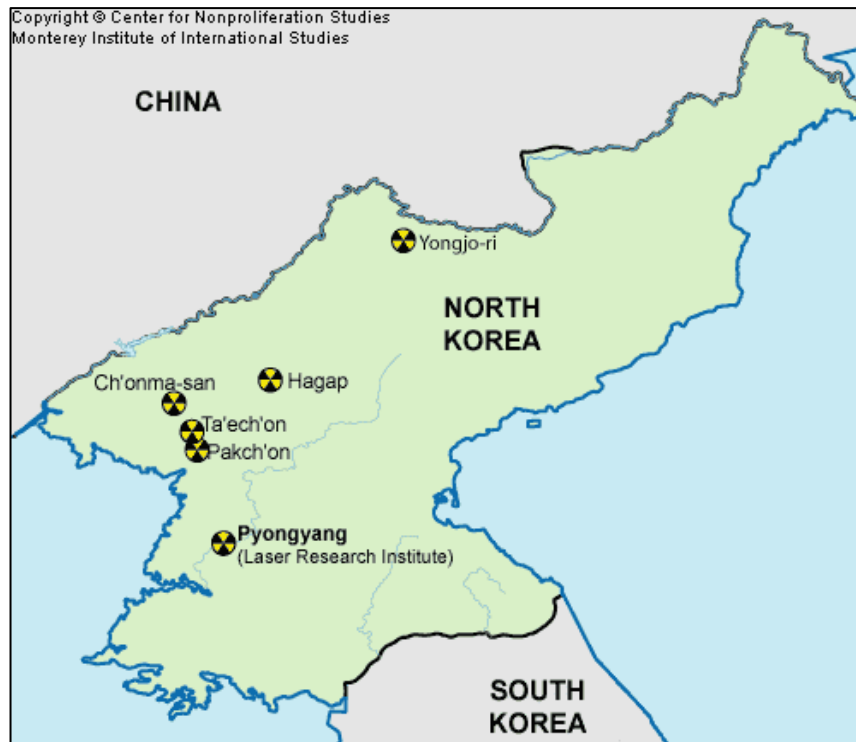 Copyright © Center for Nonproliferation Studies
Monterey Institute of International Studies
CHINA
Yongjo-ri
NORTH
KOREA
Ch'onma-san
Hagap
Ta'ech'on
Pakch'on
Pyongyang
(Laser Research Institute)
SOUTH
KOREA